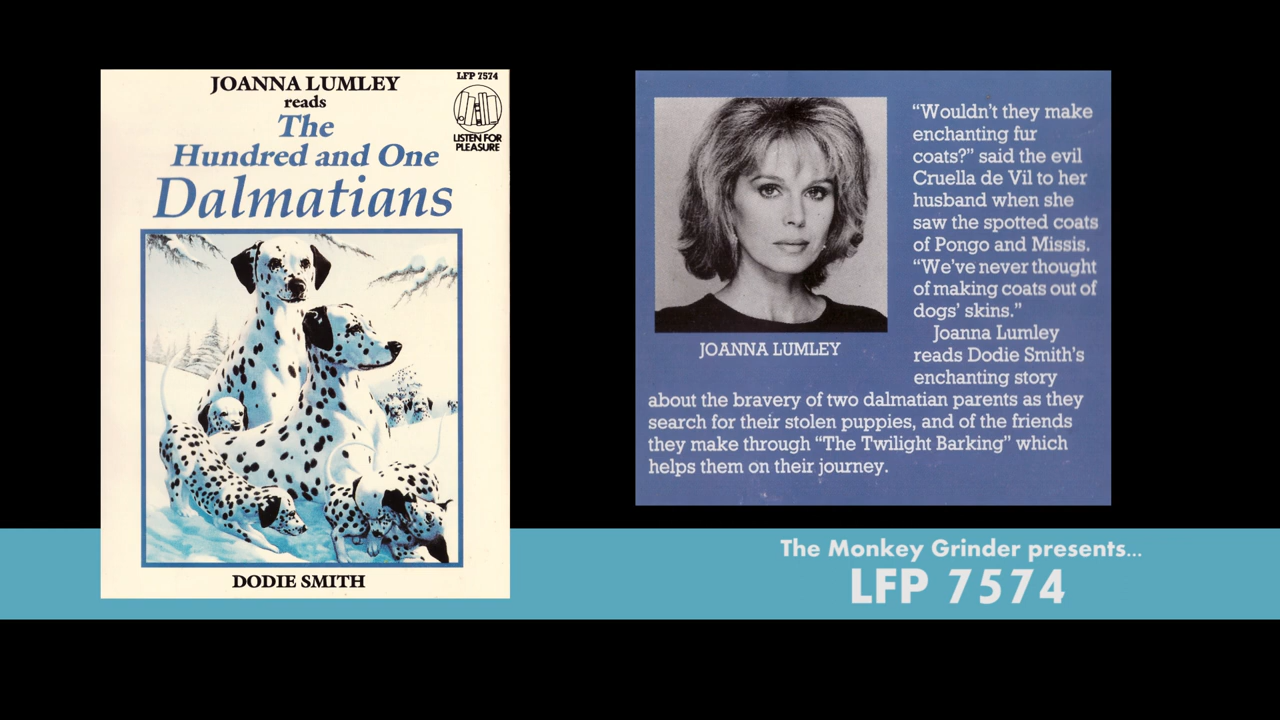 JOANNA LUMLEY
reads
The
Hundred and One
Dalmatians
LFP 7574
LISTEN FOR
PLEASURE
DODIE SMITH
“Wouldn’t they make
enchanting fur
coats?” said the evil
Cruella de Vil to her
husband when she
saw the spotted coats
of Pongo and Missis.
“We’ve never thought
of making coats out of
dogs’ skins.”
Joanna Lumley
reads Dodie Smith’s
enchanting story
about the bravery of two dalmatian parents as they
search for their stolen puppies, and of the friends
they make through “The Twilight Barking” which
helps them on their journey.
JOANNA LUMLEY
The Monkey Grinder presents...
LFP 7574